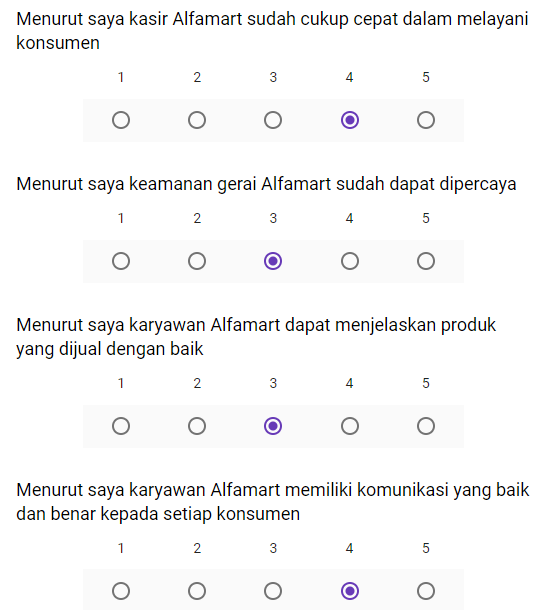 Menurut saya kasir Alfamart sudah cukup cepat dalam melayani
konsumen
1 2 3 4 5
Menurut saya keamanan gerai Alfamart sudah dapat dipercaya
1 2 3 4 5
Menurut saya karyawan Alfamart dapat menjelaskan produk
yang dijual dengan baik
1 2 3 4 5
Menurut saya karyawan Alfamart memiliki komunikasi yang baik
dan benar kepada setiap konsumen
1 2 3 4 5